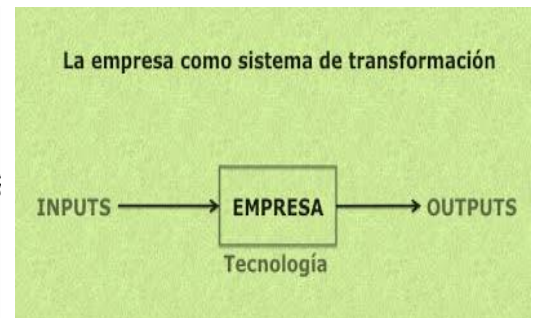 La empresa como sistema de transformación
INPUTS EMPRESA OUTPUTS
Tecnología